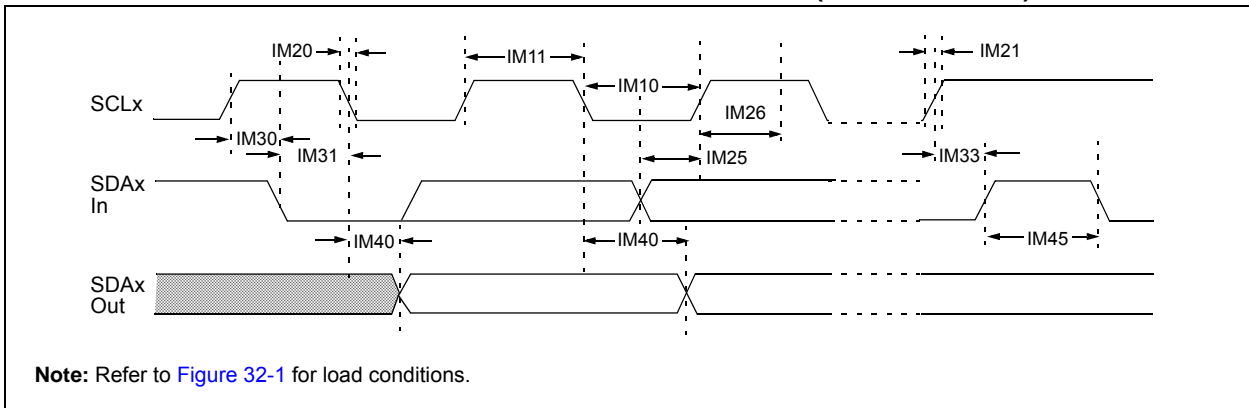 IM20
IM11
IM21
IM10
SCLx
IM26
IM30
IM31
IM25
IM33
SDAx
In
IM40
IM40
IM45
SDAx
Out
Note: Refer to Figure 32-1 for load conditions.